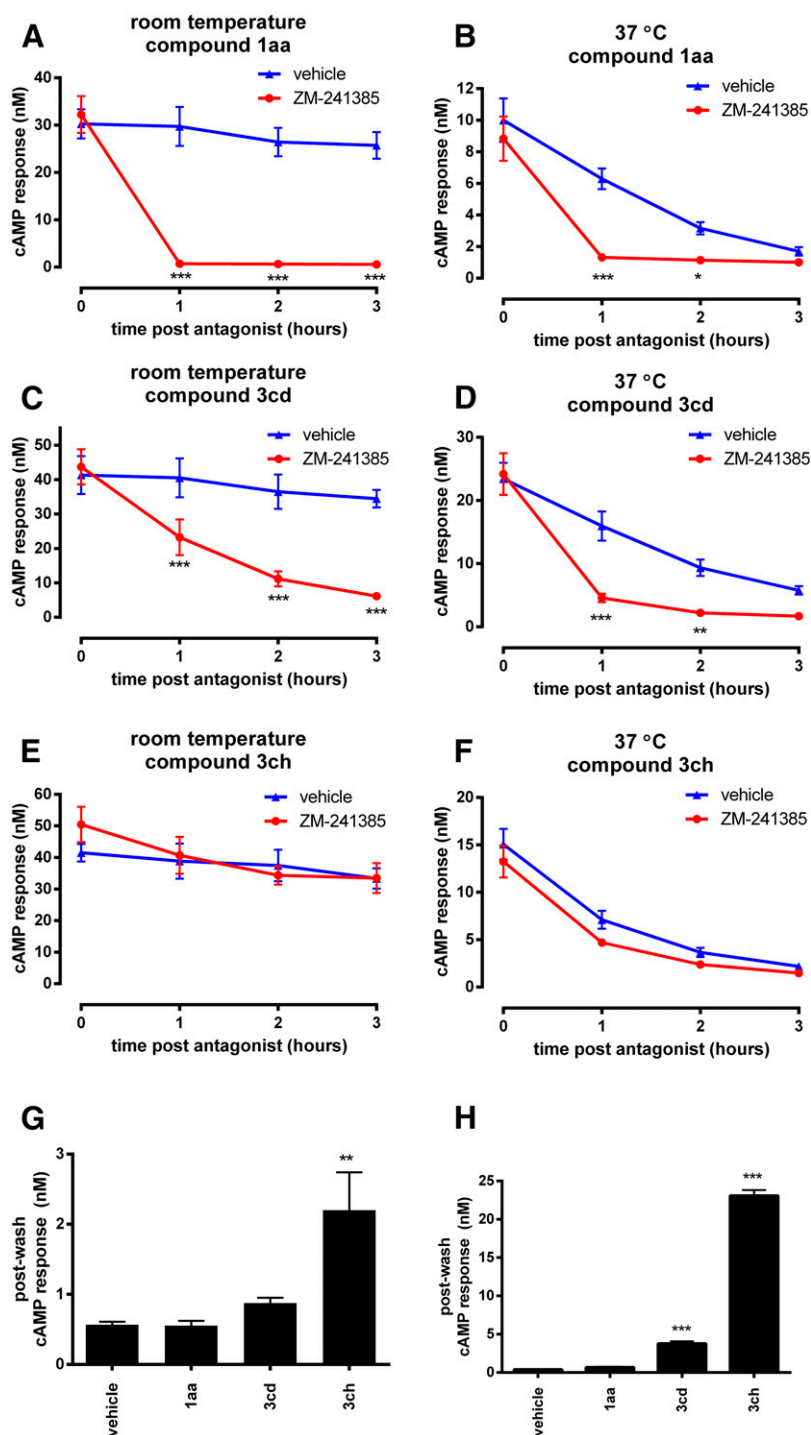 A
room temperature
compound 1aa
vehicle
ZM-241385
cAMP response (nM)
40
30
20
10
0
***
***
***
0
1
2
3
time post antagonist (hours)
B
37 °C
compound 1aa
vehicle
ZM-241385
cAMP response (nM)
12
10
8
6
4
2
0
***
*
0
1
2
3
time post antagonist (hours)
C
room temperature
compound 3cd
vehicle
ZM-241385
cAMP response (nM)
50
40
30
20
10
0
***
***
***
0
1
2
3
time post antagonist (hours)
D
37 °C
compound 3cd
vehicle
ZM-241385
cAMP response (nM)
30
20
10
0
***
**
0
1
2
3
time post antagonist (hours)
E
room temperature
compound 3ch
vehicle
ZM-241385
cAMP response (nM)
60
50
40
30
20
10
0
0
1
2
3
time post antagonist (hours)
F
37 °C
compound 3ch
vehicle
ZM-241385
cAMP response (nM)
20
15
10
5
0
0
1
2
3
time post antagonist (hours)
G
post-wash
cAMP response (nM)
3
2
1
0
**
vehicle
1aa
3cd
3ch
H
post-wash
cAMP response (nM)
25
20
15
10
5
0
***
***
vehicle
1aa
3cd
3ch